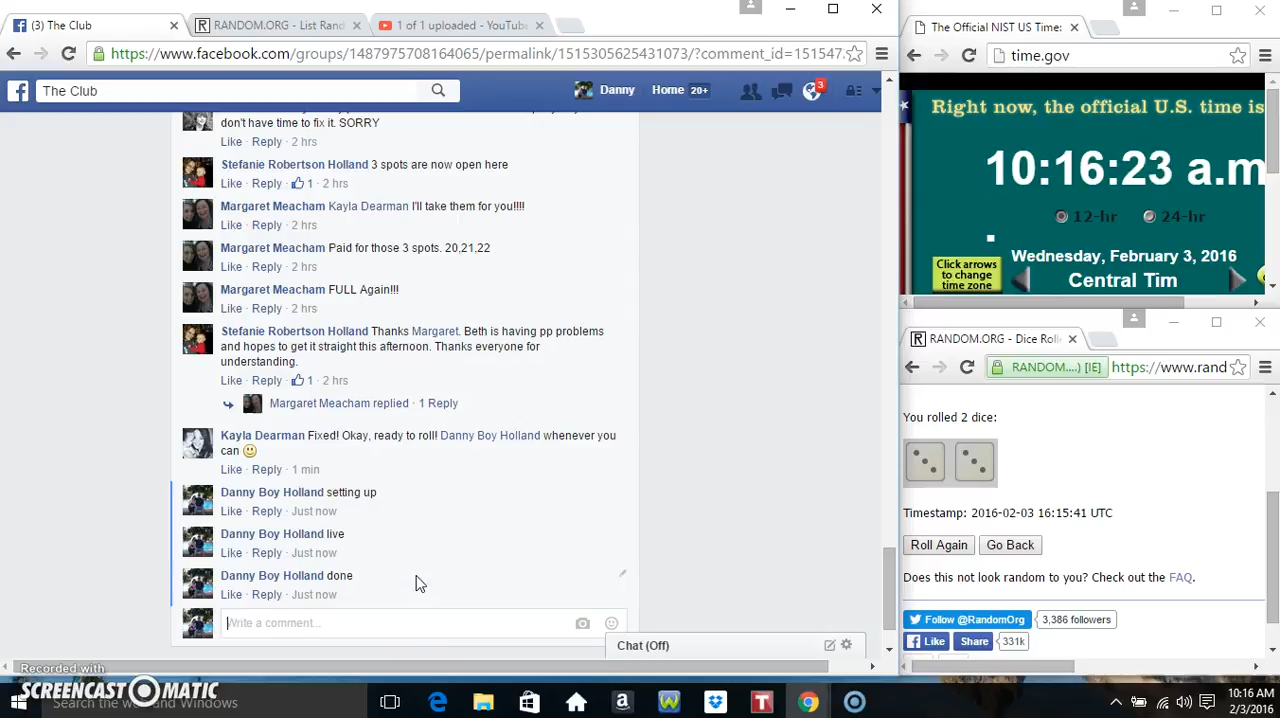 (3) The Club
RANDOM.ORG - List Rand
1 of 1 uploaded - YouTube
https://www.facebook.com/groups/1487975708164065/permalink/1515305625431073/?comment_id=151547
The Club
Danny
Home 20+
3
don't have time to fix it. SORRY
Like · Reply · 2 hrs
Stefanie Robertson Holland 3 spots are now open here
Like · Reply · 1 · 2 hrs
Margaret Meacham Kayla Dearman I'll take them for you!!!!
Like · Reply · 2 hrs
Margaret Meacham Paid for those 3 spots. 20,21,22
Like · Reply · 2 hrs
Margaret Meacham FULL Again!!!
Like · Reply · 2 hrs
Stefanie Robertson Holland Thanks Margaret. Beth is having pp problems
and hopes to get it straight this afternoon. Thanks everyone for
understanding.
Like · Reply · 1 · 2 hrs
Margaret Meacham replied · 1 Reply
Kayla Dearman Fixed! Okay, ready to roll! Danny Boy Holland whenever you
can
Like · Reply · 1 min
Danny Boy Holland setting up
Like · Reply · Just now
Danny Boy Holland live
Like · Reply · Just now
Danny Boy Holland done
Like · Reply · Just now
Write a comment...
Chat (Off)
The Official NIST US Time:
time.gov
Right now, the official U.S. time is
10:16:23 a.m
12-hr 24-hr
Wednesday, February 3, 2016
Click arrows
to change
time zone
Central Tim
RANDOM.ORG - Dice Roll
RANDOM....) [IE] https://www.rand
You rolled 2 dice:
Timestamp: 2016-02-03 16:15:41 UTC
Roll Again Go Back
Does this not look random to you? Check out the FAQ.
Follow @RandomOrg 3,386 followers
Like Share 331k
Recorded with
SCREENCAST-O-MATIC
Search the web and Windows
10:16 AM
2/3/2016